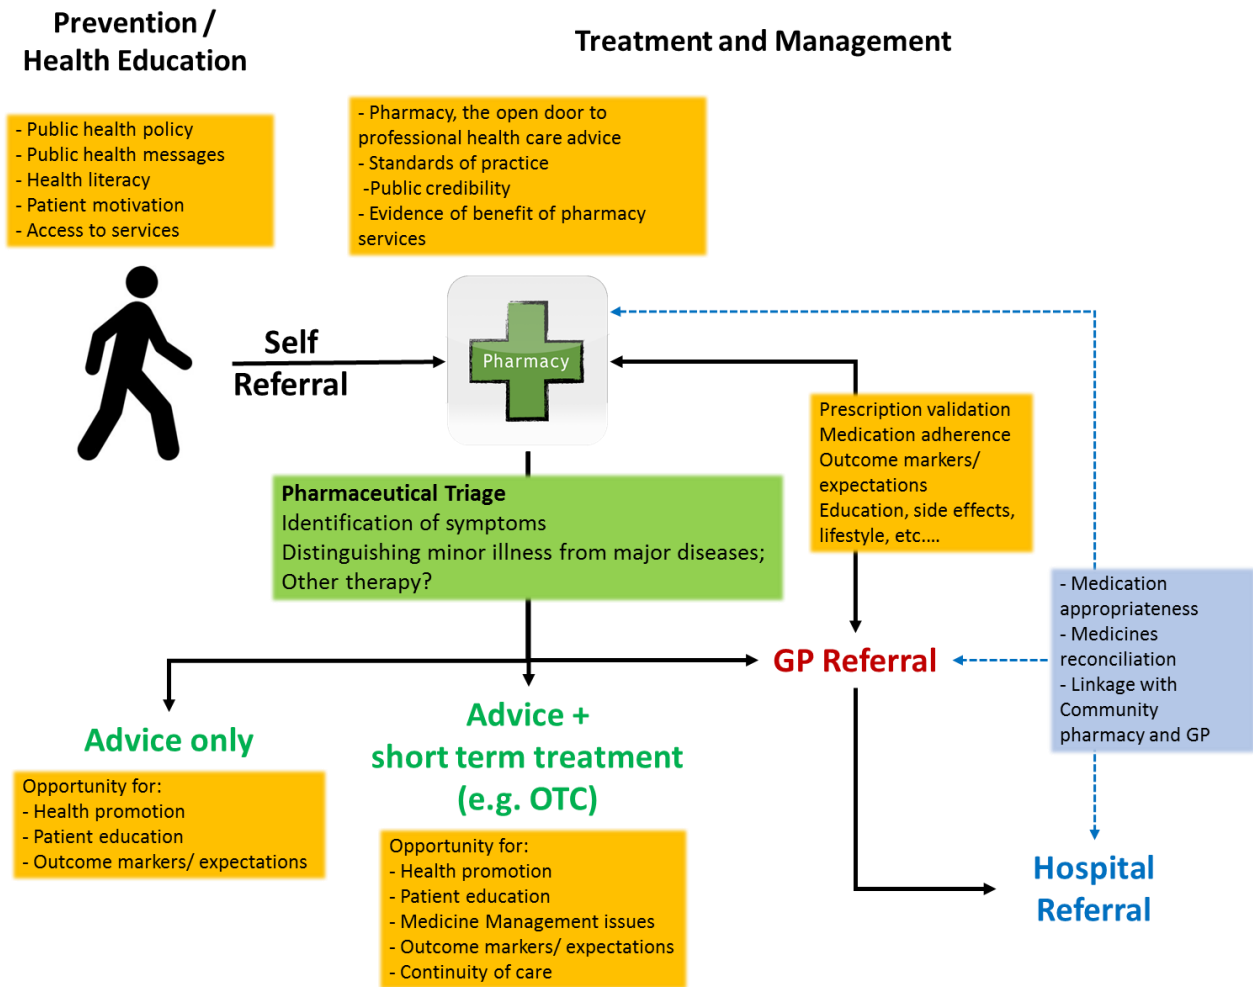 Prevention /
Health Education
Treatment and Management
- Public health policy
- Public health messages
- Health literacy
- Patient motivation
- Access to services
- Pharmacy, the open door to
professional health care advice
- Standards of practice
-Public credibility
- Evidence of benefit of pharmacy
services
Self
Referral
Pharmacy
Prescription validation
Medication adherence
Outcome markers/
expectations
Education, side effects,
lifestyle, etc....
Pharmaceutical Triage
Identification of symptoms
Distinguishing minor illness from major diseases;
Other therapy?
- Medication
appropriateness
- Medicines
reconciliation
- Linkage with
Community
pharmacy and GP
GP Referral
Advice only
Opportunity for:
- Health promotion
- Patient education
- Outcome markers/ expectations
Advice +
short term treatment
(e.g. OTC)
Opportunity for:
- Health promotion
- Patient education
- Medicine Management issues
- Outcome markers/ expectations
- Continuity of care
Hospital
Referral